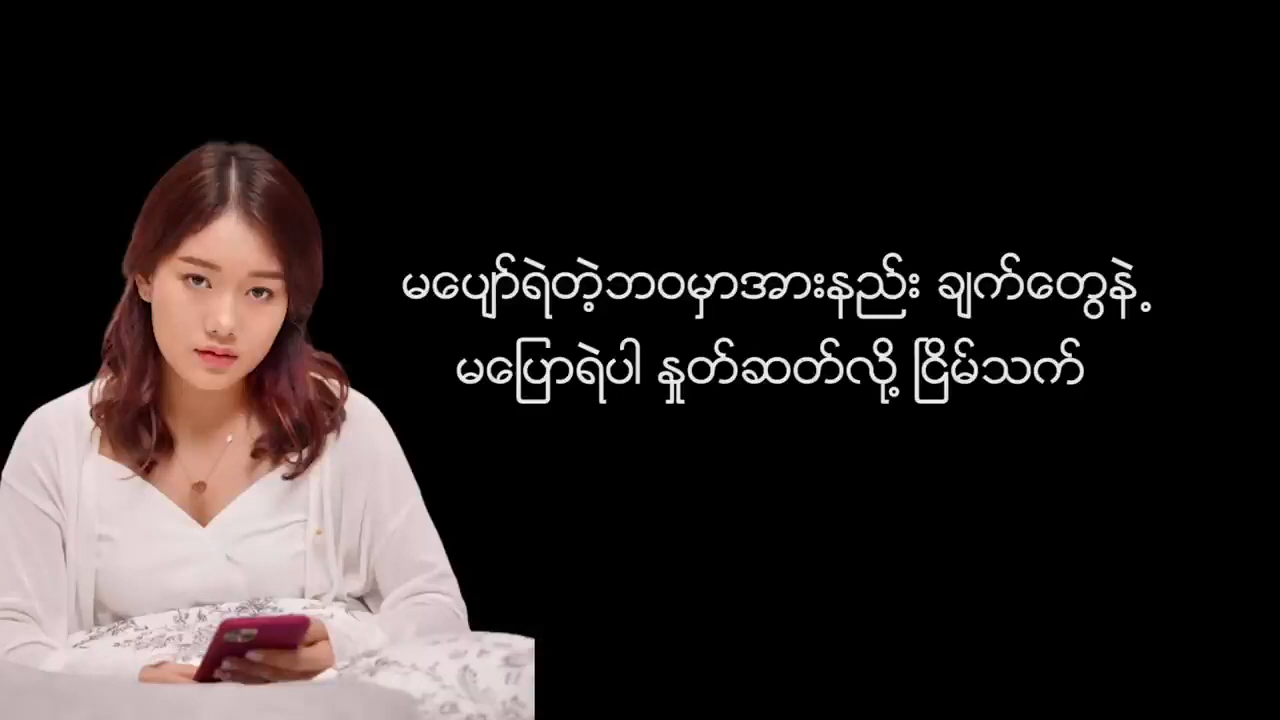 မပျော်ရဲတဲ့ဘဝမှာအားနည်း ချက်တွေနဲ့
မပြောရဲပါ နှုတ်ဆတ်လို့ ငြိမ်သက်